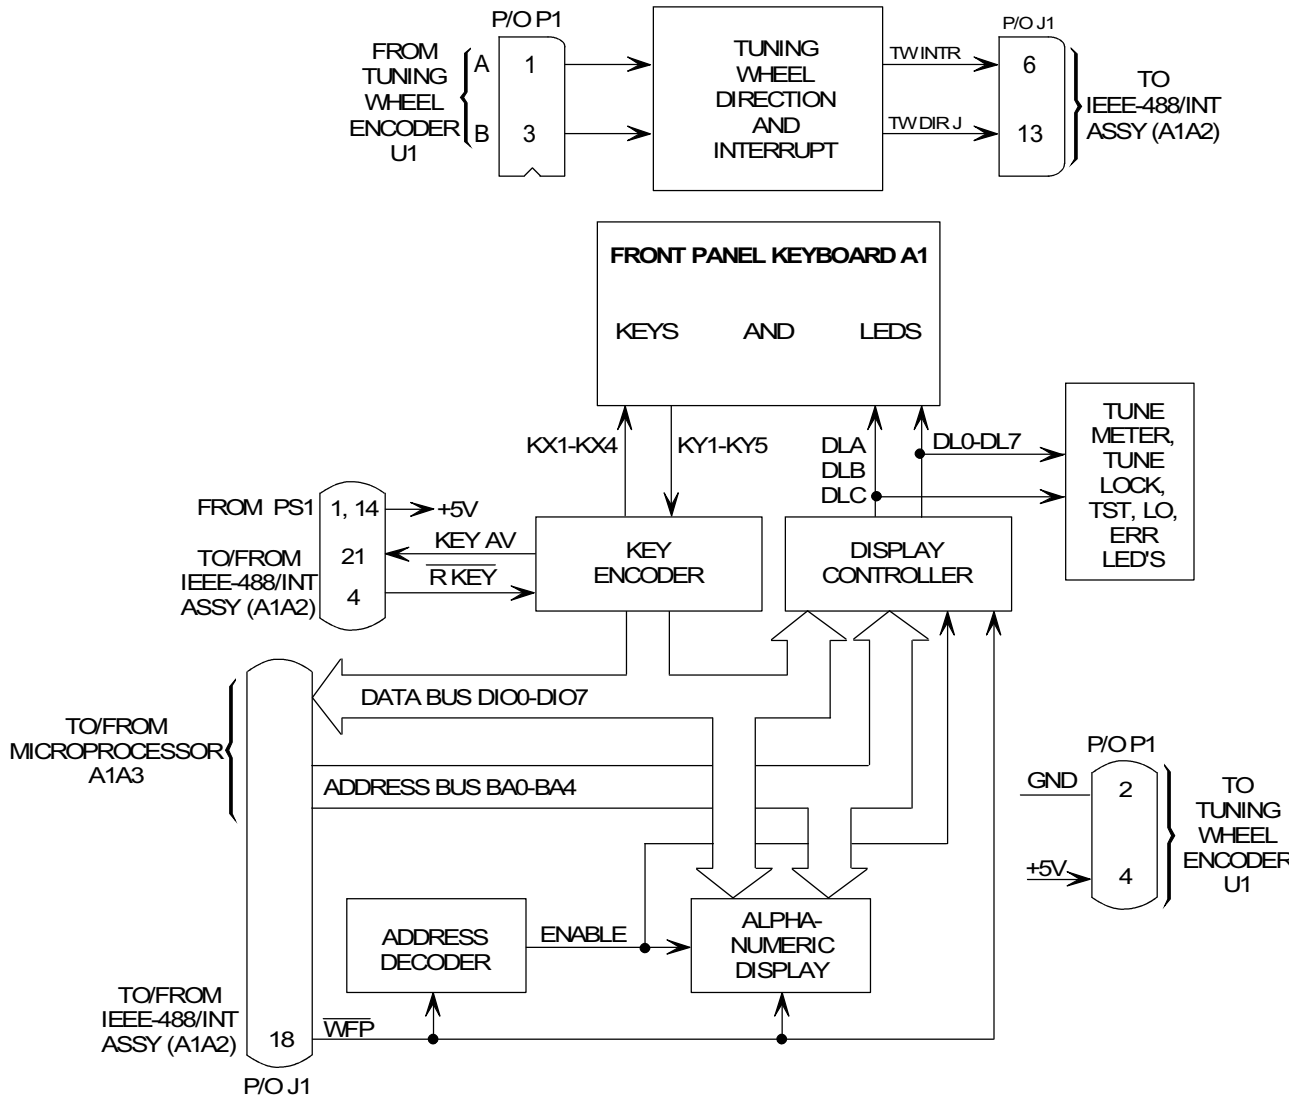 P/O P1
FROM
TUNING
WHEEL
ENCODER
U1
A
B
1
3
TUNING
WHEEL
DIRECTION
AND
INTERRUPT
TW INTR
TW DIR J
P/O J1
6
13
TO
IEEE-488/INT
ASSY (A1A2)
FRONT PANEL KEYBOARD A1
KEYS AND LEDS
KX1-KX4
KY1-KY5
DLA
DLB
DLC
DL0-DL7
TUNE
METER,
TUNE
LOCK,
TST, LO,
ERR
LED'S
FROM PS1
1, 14
+5V
TO/FROM
IEEE-488/INT
ASSY (A1A2)
21
4
KEY AV
R KEY
KEY
ENCODER
DISPLAY
CONTROLLER
DATA BUS DIO0-DIO7
TO/FROM
MICROPROCESSOR
A1A3
ADDRESS BUS BA0-BA4
P/O P1
GND
2
+5V
4
TO
TUNING
WHEEL
ENCODER
U1
ADDRESS
DECODER
ENABLE
ALPHA-
NUMERIC
DISPLAY
TO/FROM
IEEE-488/INT
ASSY (A1A2)
18
WFP
P/O J1